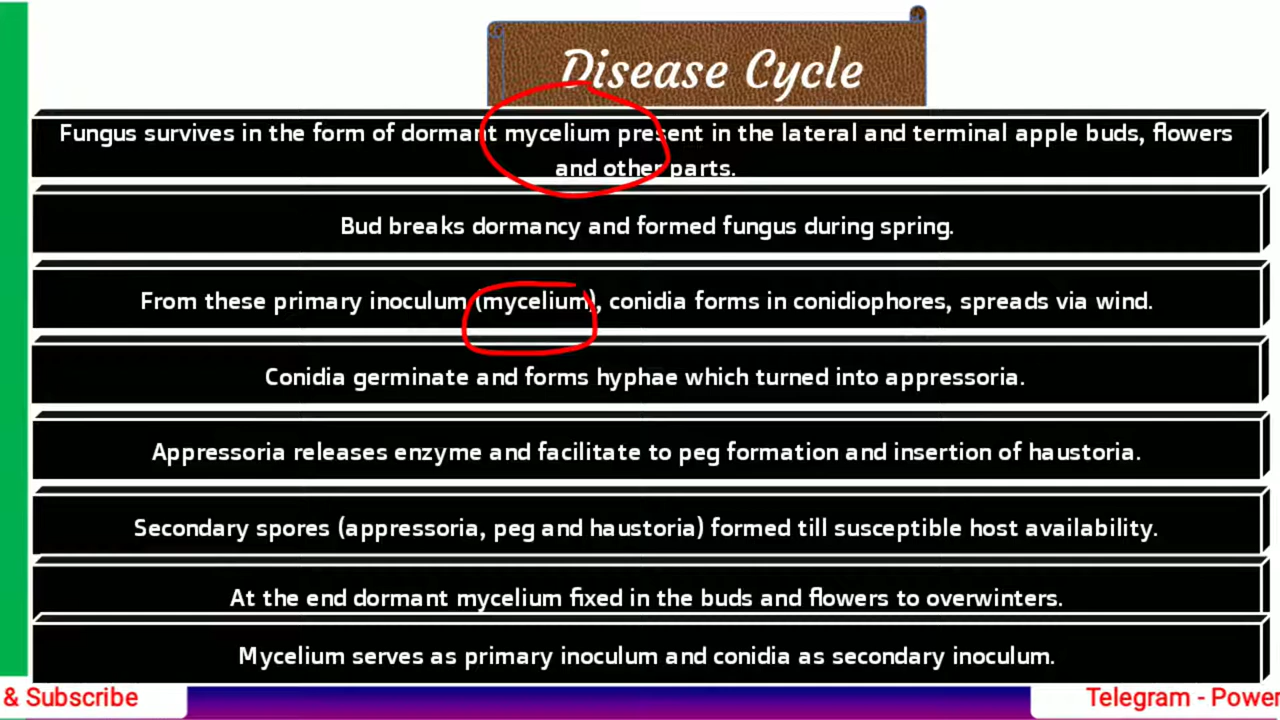 Disease Cycle
Fungus survives in the form of dormant mycelium present in the lateral and terminal apple buds, flowers
and other parts.
Bud breaks dormancy and formed fungus during spring.
From these primary inoculum (mycelium), conidia forms in conidiophores, spreads via wind.
Conidia germinate and forms hyphae which turned into appressoria.
Appressoria releases enzyme and facilitate to peg formation and insertion of haustoria.
Secondary spores (appressoria, peg and haustoria) formed till susceptible host availability.
At the end dormant mycelium fixed in the buds and flowers to overwinters.
Mycelium serves as primary inoculum and conidia as secondary inoculum.
& Subscribe
Telegram - Power